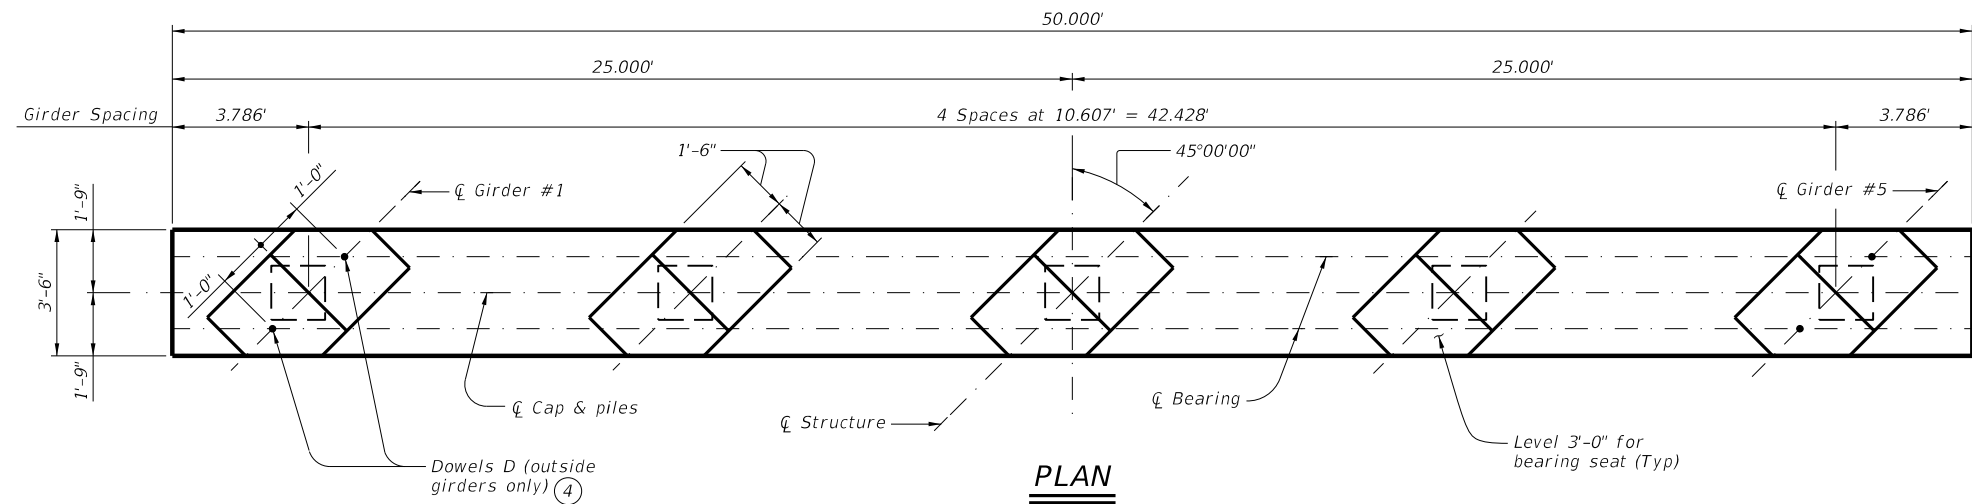 50.000'
25.000'
25.000'
Girder Spacing
3.786'
4 Spaces at 10.607' = 42.428'
3.786'
1'-6"
45°00'00"
1'-0"
℄ Girder #1
℄ Girder #5
1'-9"
3'-6"
1'-0"
1'-9"
℄ Cap & piles
℄ Structure
℄ Bearing
Level 3'-0" for
bearing seat (Typ)
Dowels D (outside
girders only) 4
PLAN